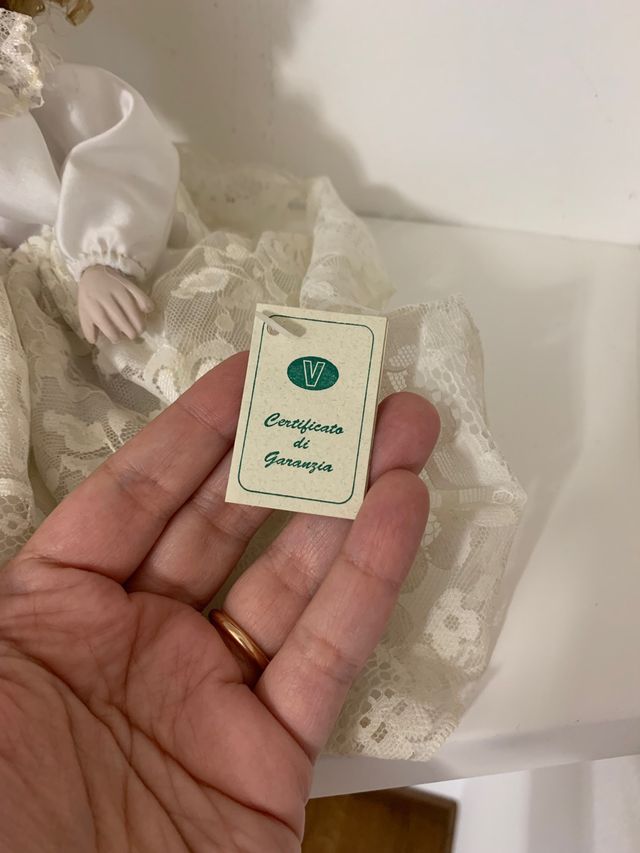 V
Certificato
di
Garanzia